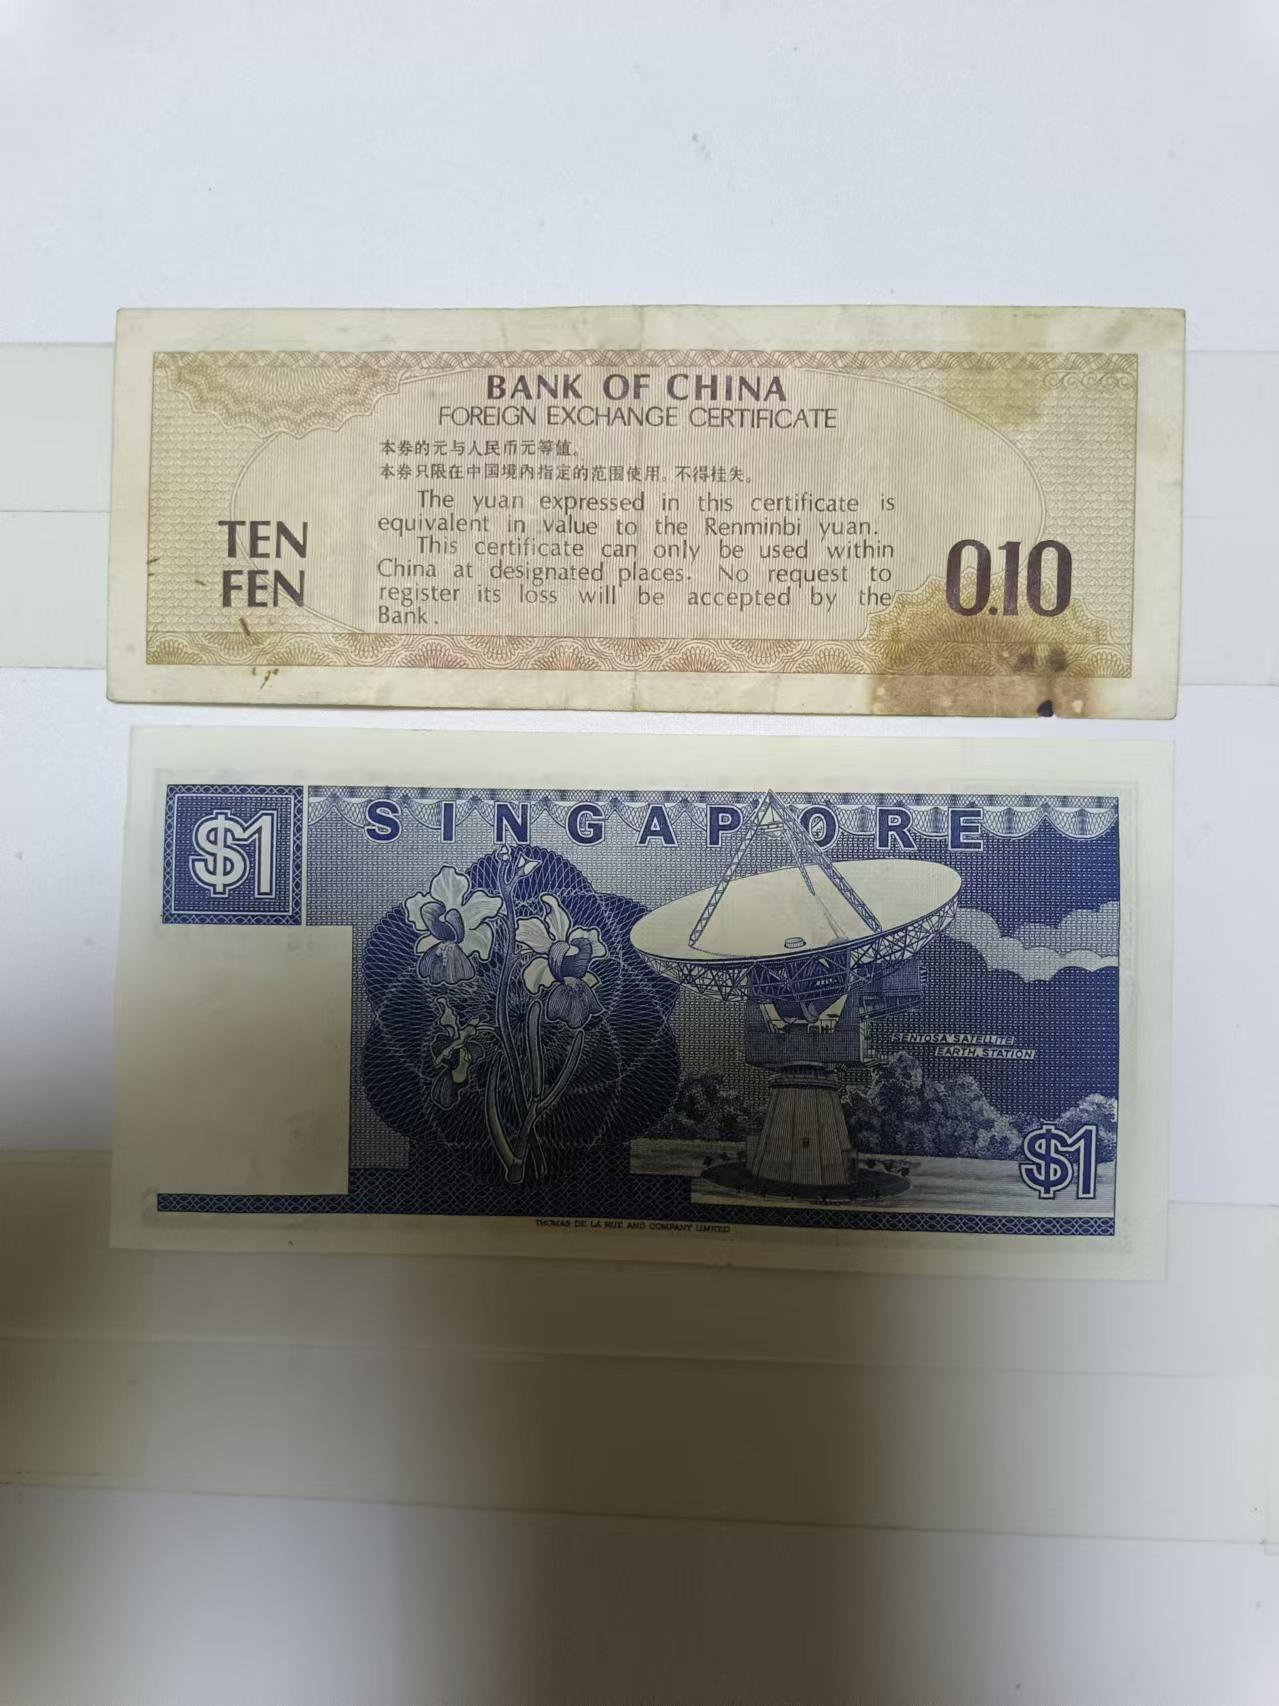 BANK OF CHINA
FOREIGN EXCHANGE CERTIFICATE
本券的元与人民币元等值。
本券只限在中国境内指定的范围使用。不得挂失。
The yuan expressed in this certificate is
equivalent in value to the Renminbi yuan.
This certificate can only be used within
China at designated places. No request to
register its loss will be accepted by the
Bank.
TEN
FEN
0.10
$1
SINGAPORE
SENTOSA SATELLITE
EARTH STATION
$1
THOMAS DE LA RUE AND COMPANY LIMITED